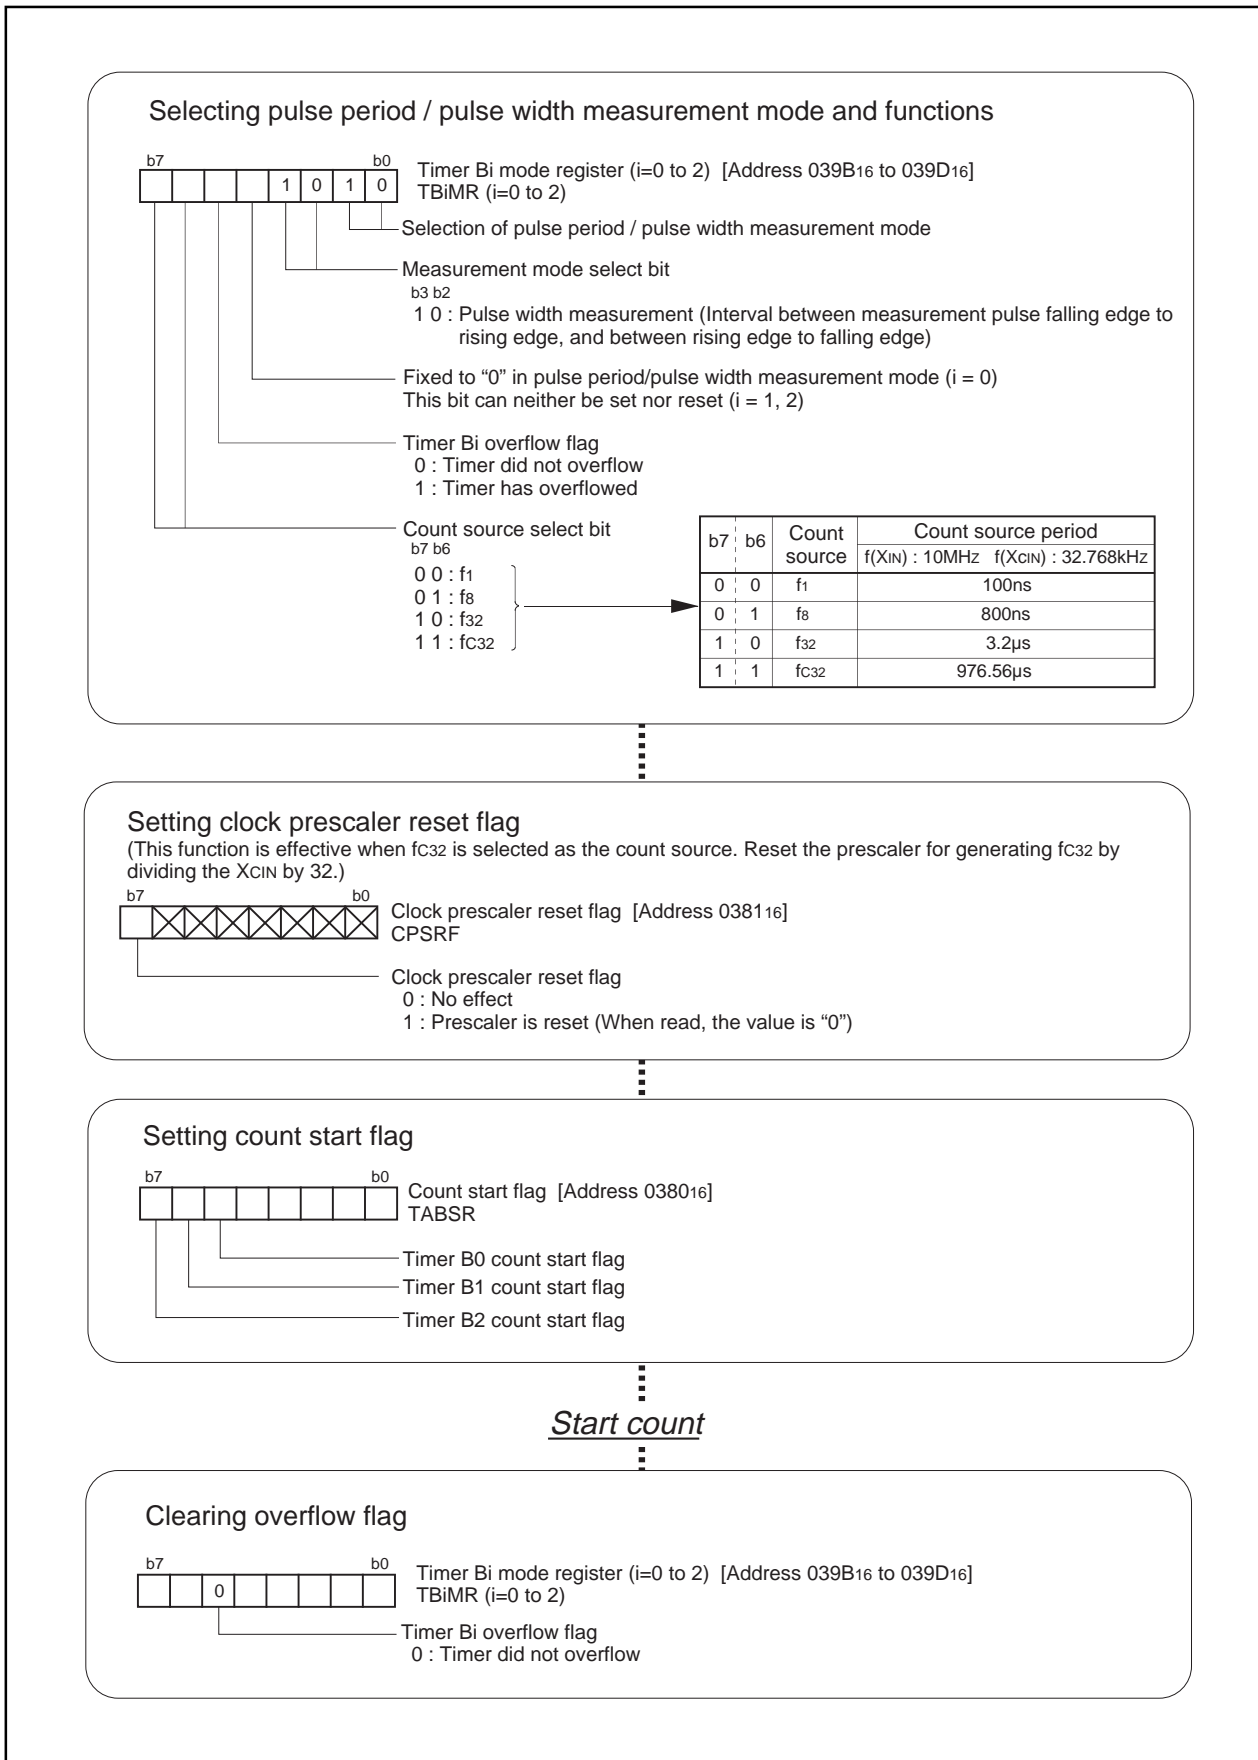 Selecting pulse period / pulse width measurement mode and functions
b7 b0
1 0 1 0
Timer Bi mode register (i=0 to 2) [Address 039B16 to 039D16]
TBiMR (i=0 to 2)
Selection of pulse period / pulse width measurement mode
Measurement mode select bit
b3 b2
1 0 : Pulse width measurement (Interval between measurement pulse falling edge to
rising edge, and between rising edge to falling edge)
Fixed to “0” in pulse period/pulse width measurement mode (i = 0)
This bit can neither be set nor reset (i = 1, 2)
Timer Bi overflow flag
0 : Timer did not overflow
1 : Timer has overflowed
Count source select bit
b7 b6
0 0 : f1
0 1 : f8
1 0 : f32
1 1 : fC32
b7 b6 Count source Count source period
f(XIN) : 10MHZ f(XCIN) : 32.768kHZ
0 0 f1 100ns
0 1 f8 800ns
1 0 f32 3.2µs
1 1 fC32 976.56µs
Setting clock prescaler reset flag
(This function is effective when fC32 is selected as the count source. Reset the prescaler for generating fC32 by
dividing the XCIN by 32.)
b7 b0
Clock prescaler reset flag [Address 038116]
CPSRF
Clock prescaler reset flag
0 : No effect
1 : Prescaler is reset (When read, the value is “0”)
Setting count start flag
b7 b0
Count start flag [Address 038016]
TABSR
Timer B0 count start flag
Timer B1 count start flag
Timer B2 count start flag
Start count
Clearing overflow flag
b7 b0
0
Timer Bi mode register (i=0 to 2) [Address 039B16 to 039D16]
TBiMR (i=0 to 2)
Timer Bi overflow flag
0 : Timer did not overflow